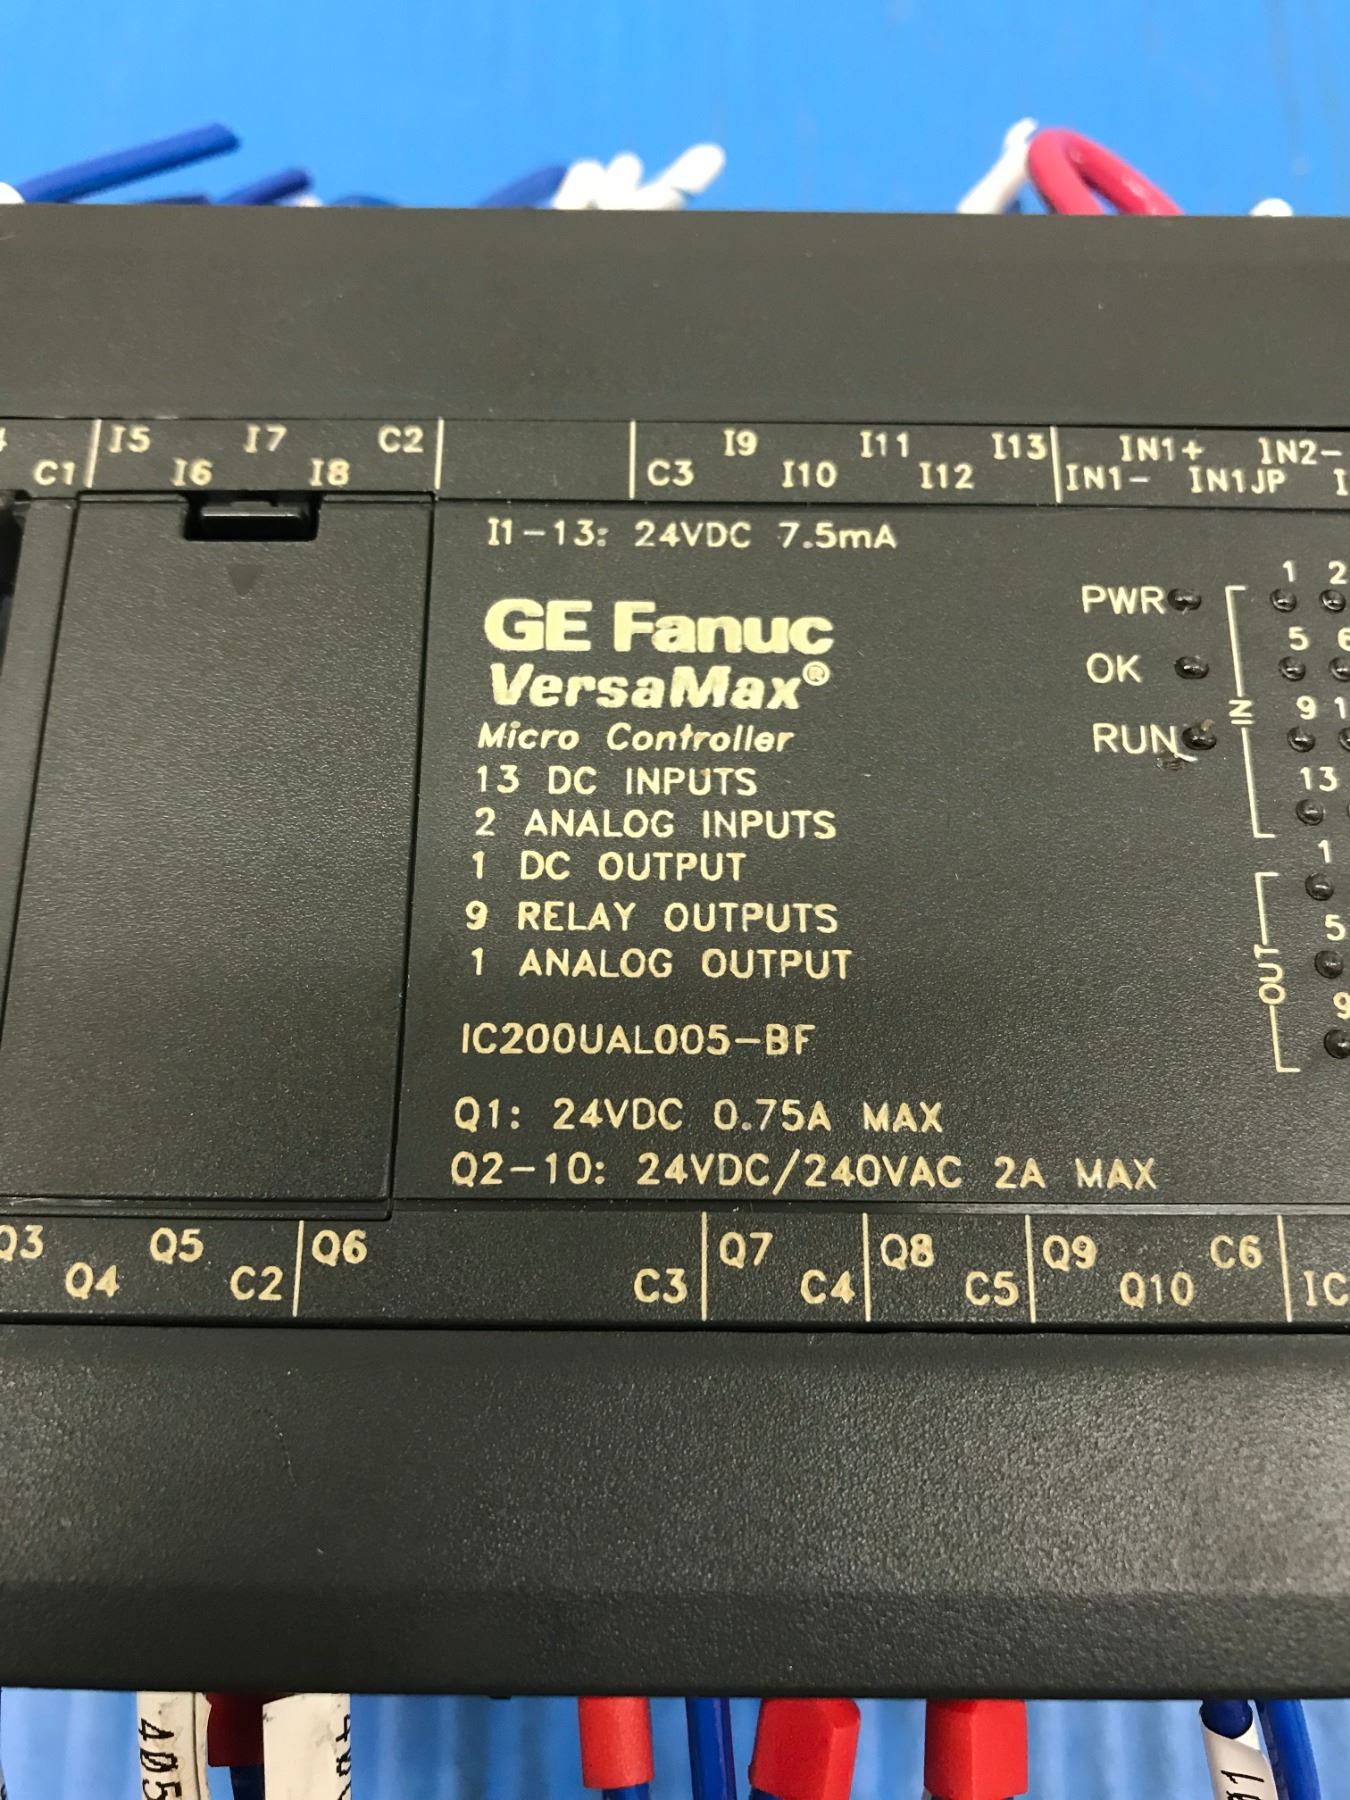 I5 I7 C2 I9 I11 I13 IN1+ IN2-
C1 I6 I8 C3 I10 I12 IN1- IN1JP
I1-13: 24VDC 7.5mA
GE Fanuc
VersaMax®
Micro Controller
13 DC INPUTS
2 ANALOG INPUTS
1 DC OUTPUT
9 RELAY OUTPUTS
1 ANALOG OUTPUT
IC200UAL005-BF
Q1: 24VDC 0.75A MAX
Q2-10: 24VDC/240VAC 2A MAX
PWR
OK
RUN
IN
1 2
5 6
9
13
OUT
1
5
9
Q3 Q5 Q6 Q7 Q8 Q9 C6
Q4 C2 C3 C4 C5 Q10 IC
405